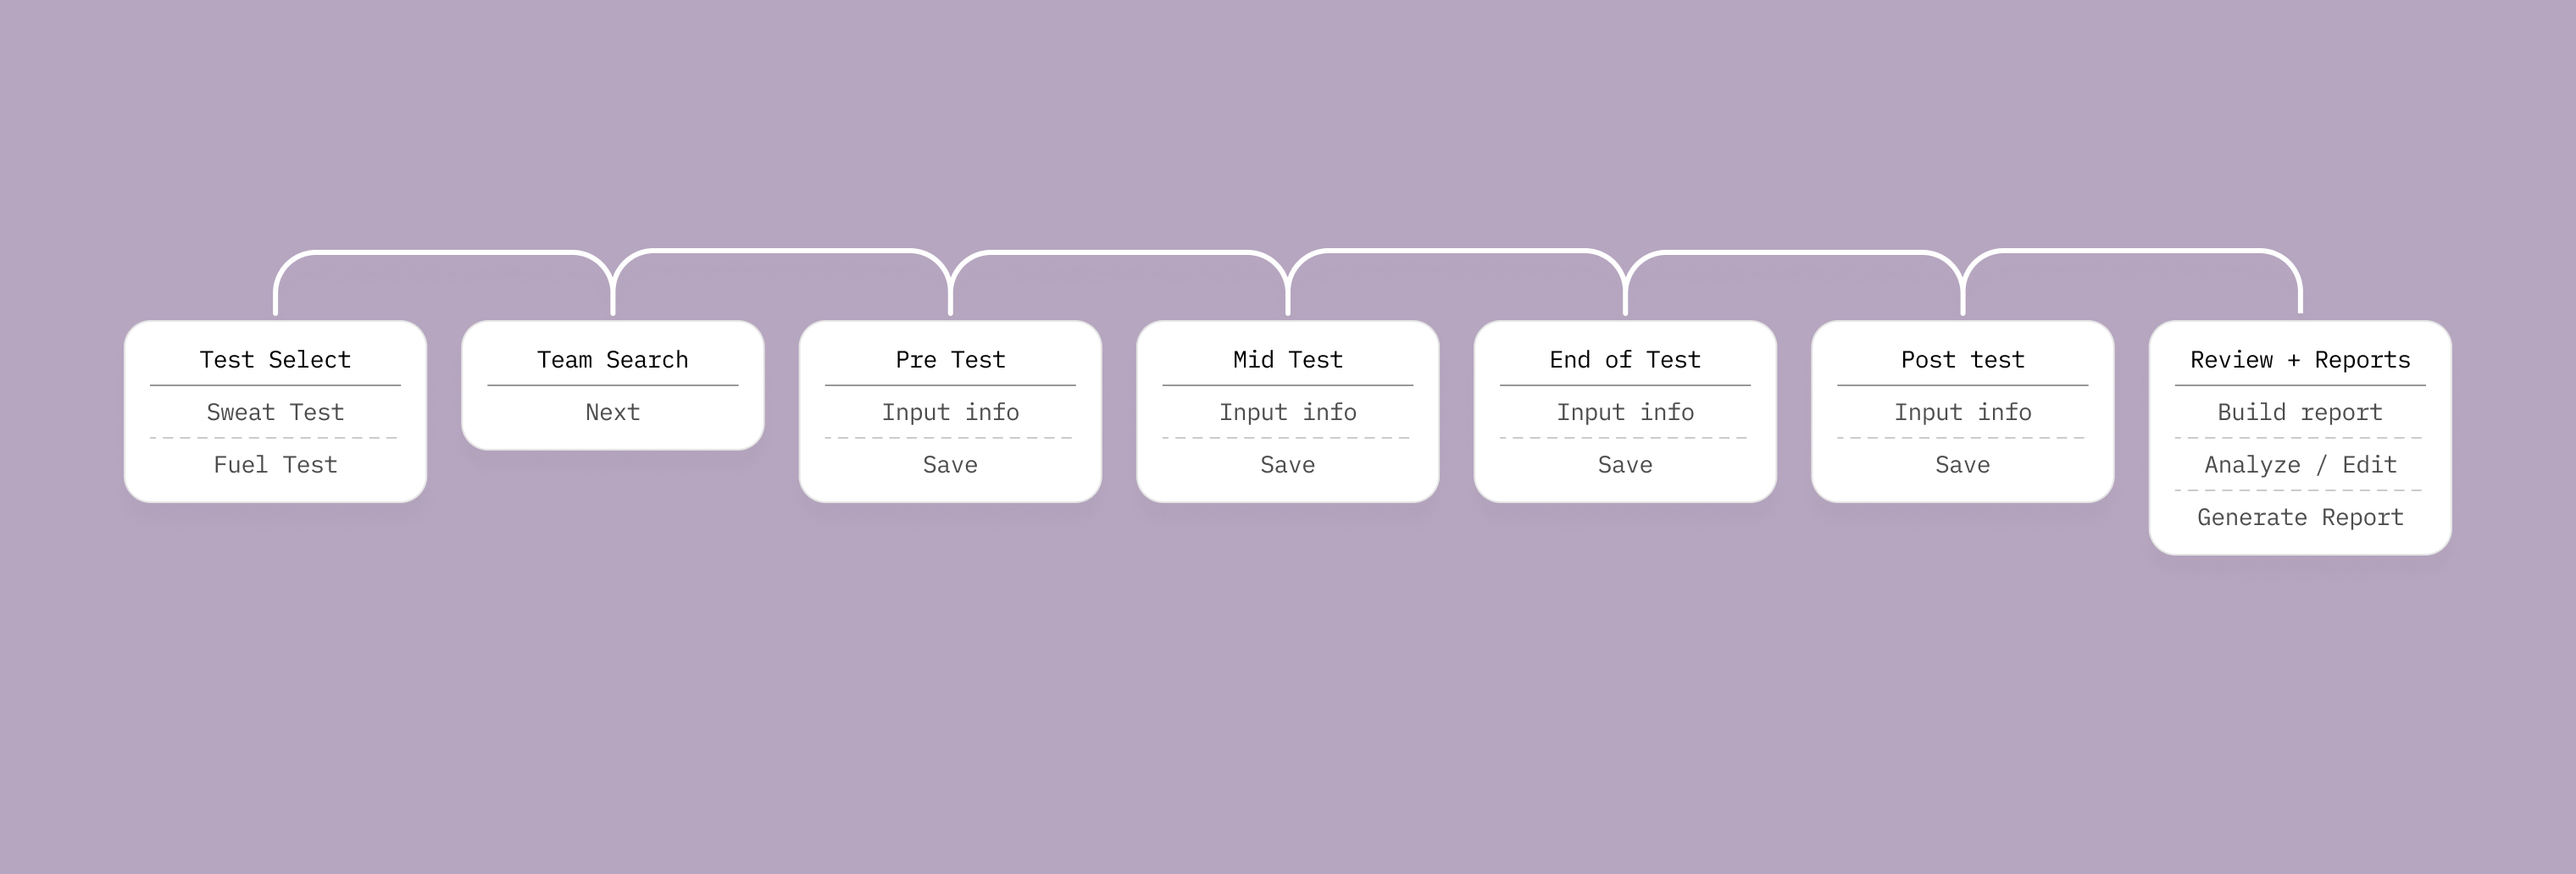 Test Select
Sweat Test
Fuel Test
Team Search
Next
Pre Test
Input info
Save
Mid Test
Input info
Save
End of Test
Input info
Save
Post test
Input info
Save
Review + Reports
Build report
Analyze / Edit
Generate Report